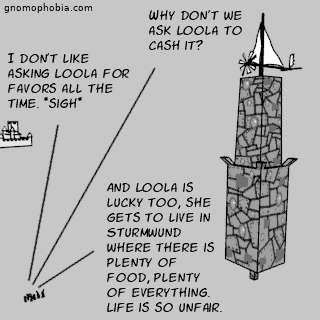 gnomophobia.com
WHY DON'T WE
ASK LOOLA TO
CASH IT?
I DON'T LIKE
ASKING LOOLA FOR
FAVORS ALL THE
TIME. *SIGH*
AND LOOLA IS
LUCKY TOO, SHE
GETS TO LIVE IN
STURMWUND
WHERE THERE IS
PLENTY OF
FOOD, PLENTY
OF EVERYTHING.
LIFE IS SO UNFAIR.